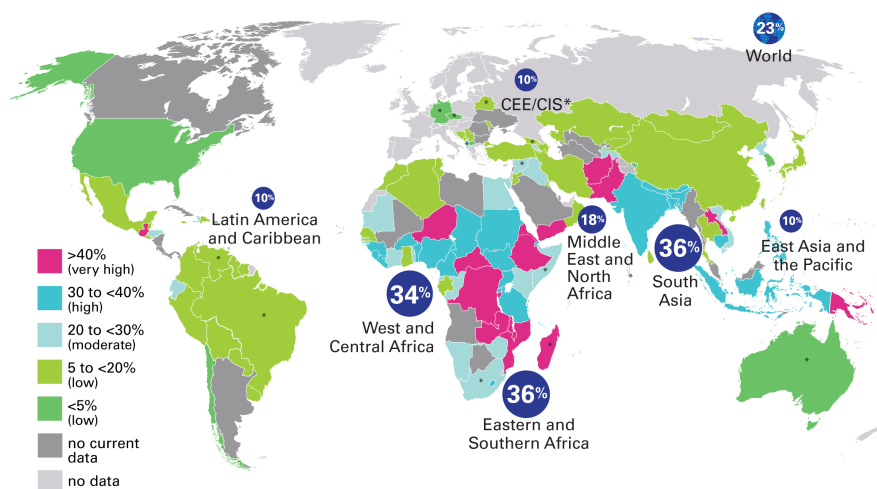 23%
World
10%
CEE/CIS*
10%
Latin America
and Caribbean
18%
Middle
East and
North
Africa
36%
South
Asia
10%
East Asia and
the Pacific
34%
West and
Central Africa
36%
Eastern and
Southern Africa
>40%
(very high)
30 to <40%
(high)
20 to <30%
(moderate)
5 to <20%
(low)
<5%
(low)
no current
data
no data